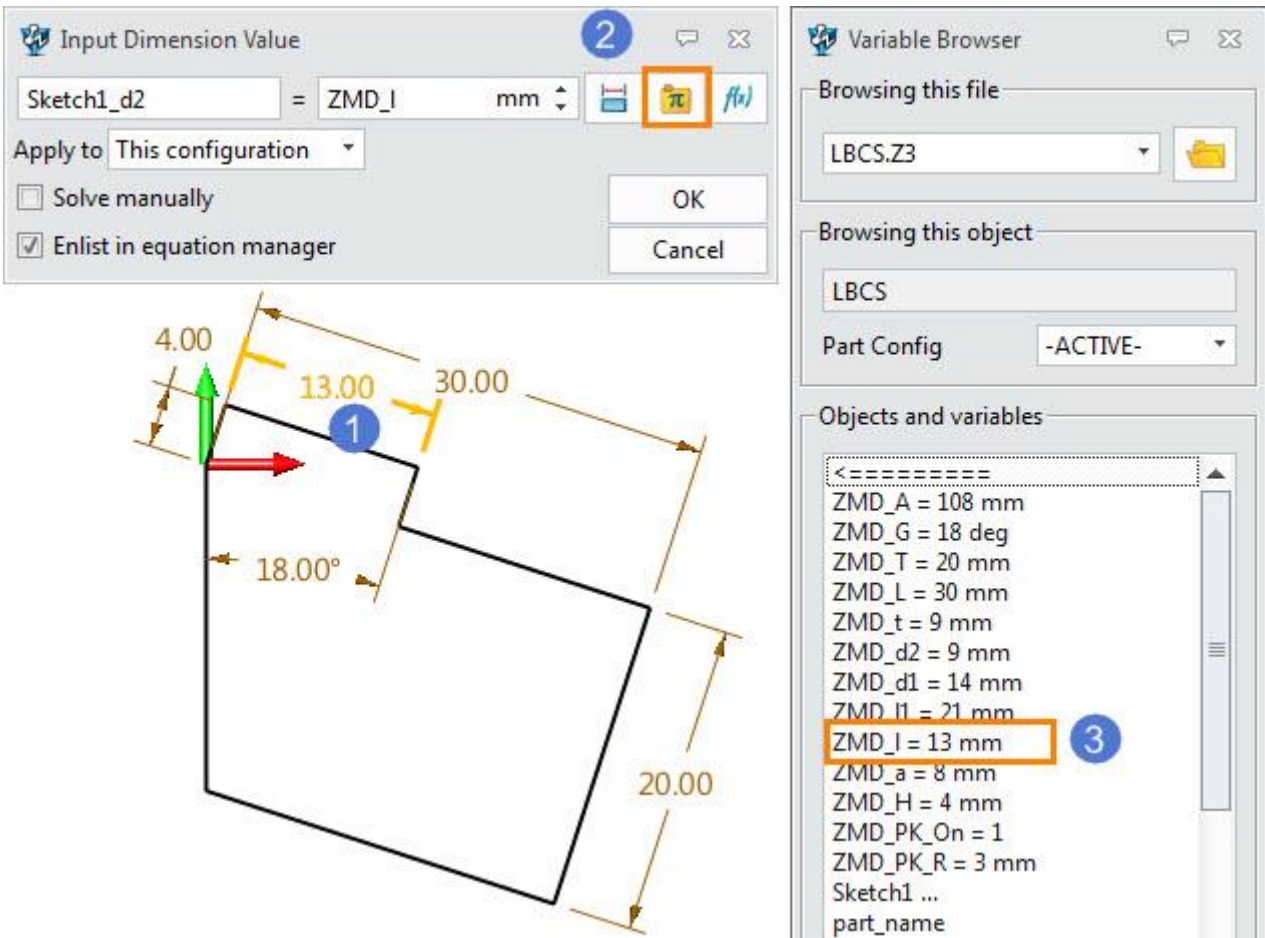 Input Dimension Value
2
Sketch1_d2 = ZMD_l mm π f(x)
Apply to This configuration
Solve manually
OK
Enlist in equation manager
Cancel
4.00
13.00
30.00
1
18.00°
20.00
Variable Browser
Browsing this file
LBCS.Z3
Browsing this object
LBCS
Part Config -ACTIVE-
Objects and variables
<=========
ZMD_A = 108 mm
ZMD_G = 18 deg
ZMD_T = 20 mm
ZMD_L = 30 mm
ZMD_t = 9 mm
ZMD_d2 = 9 mm
ZMD_d1 = 14 mm
ZMD_l1 = 21 mm
ZMD_l = 13 mm
3
ZMD_a = 8 mm
ZMD_H = 4 mm
ZMD_PK_On = 1
ZMD_PK_R = 3 mm
Sketch1 ...
part_name